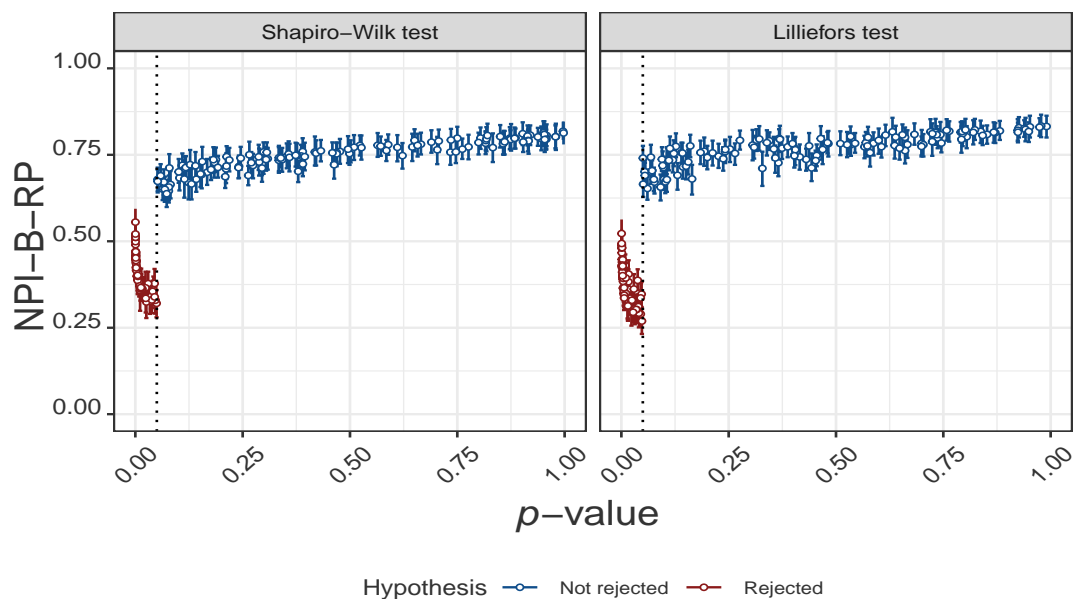 Shapiro−Wilk test
Lilliefors test
NPI−B−RP
1.00
0.75
0.50
0.25
0.00
0.00 0.25 0.50 0.75 1.00
0.00 0.25 0.50 0.75 1.00
p−value
Hypothesis Not rejected Rejected